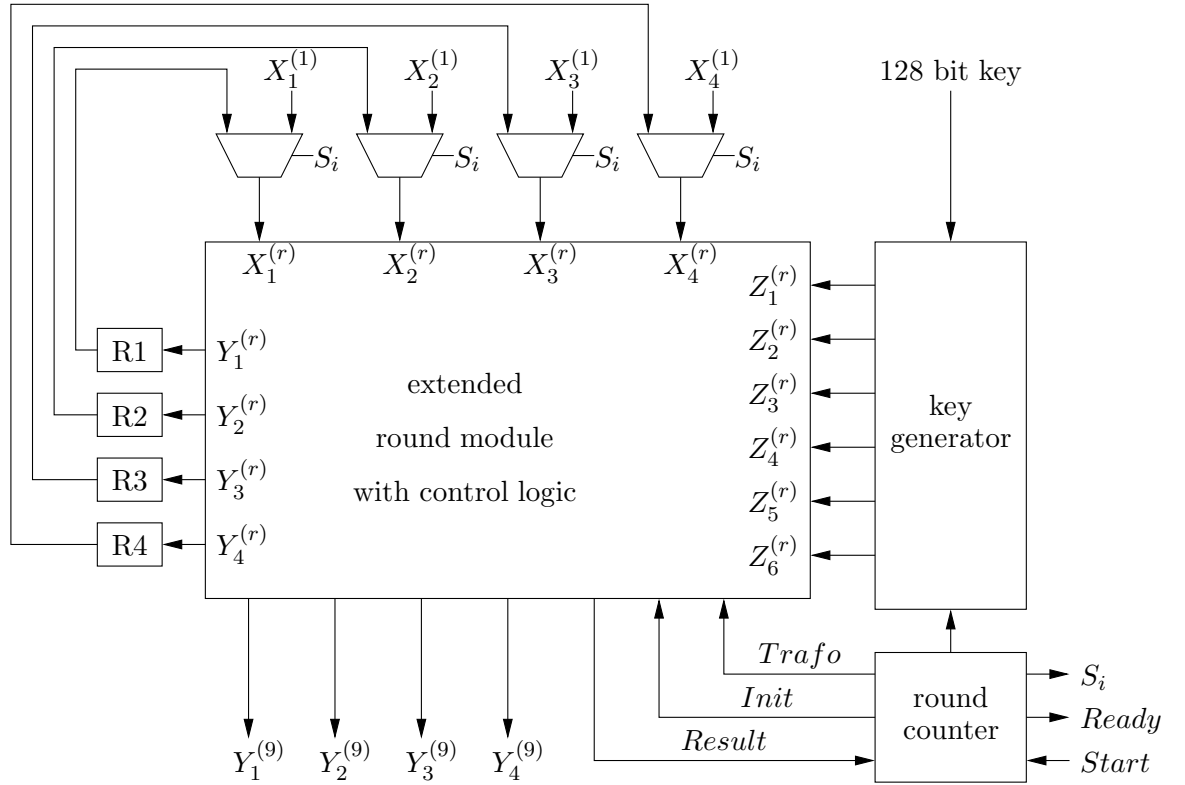 X_1^{(1)} X_2^{(1)} X_3^{(1)} X_4^{(1)} 128 bit key
S_i S_i S_i S_i
X_1^{(r)} X_2^{(r)} X_3^{(r)} X_4^{(r)}
Z_1^{(r)}
Z_2^{(r)}
Z_3^{(r)}
Z_4^{(r)}
Z_5^{(r)}
Z_6^{(r)}
R1 Y_1^{(r)}
R2 Y_2^{(r)}
R3 Y_3^{(r)}
R4 Y_4^{(r)}
extended
round module
with control logic
key
generator
Trafo
Init
Result
round
counter
S_i
Ready
Start
Y_1^{(9)} Y_2^{(9)} Y_3^{(9)} Y_4^{(9)}